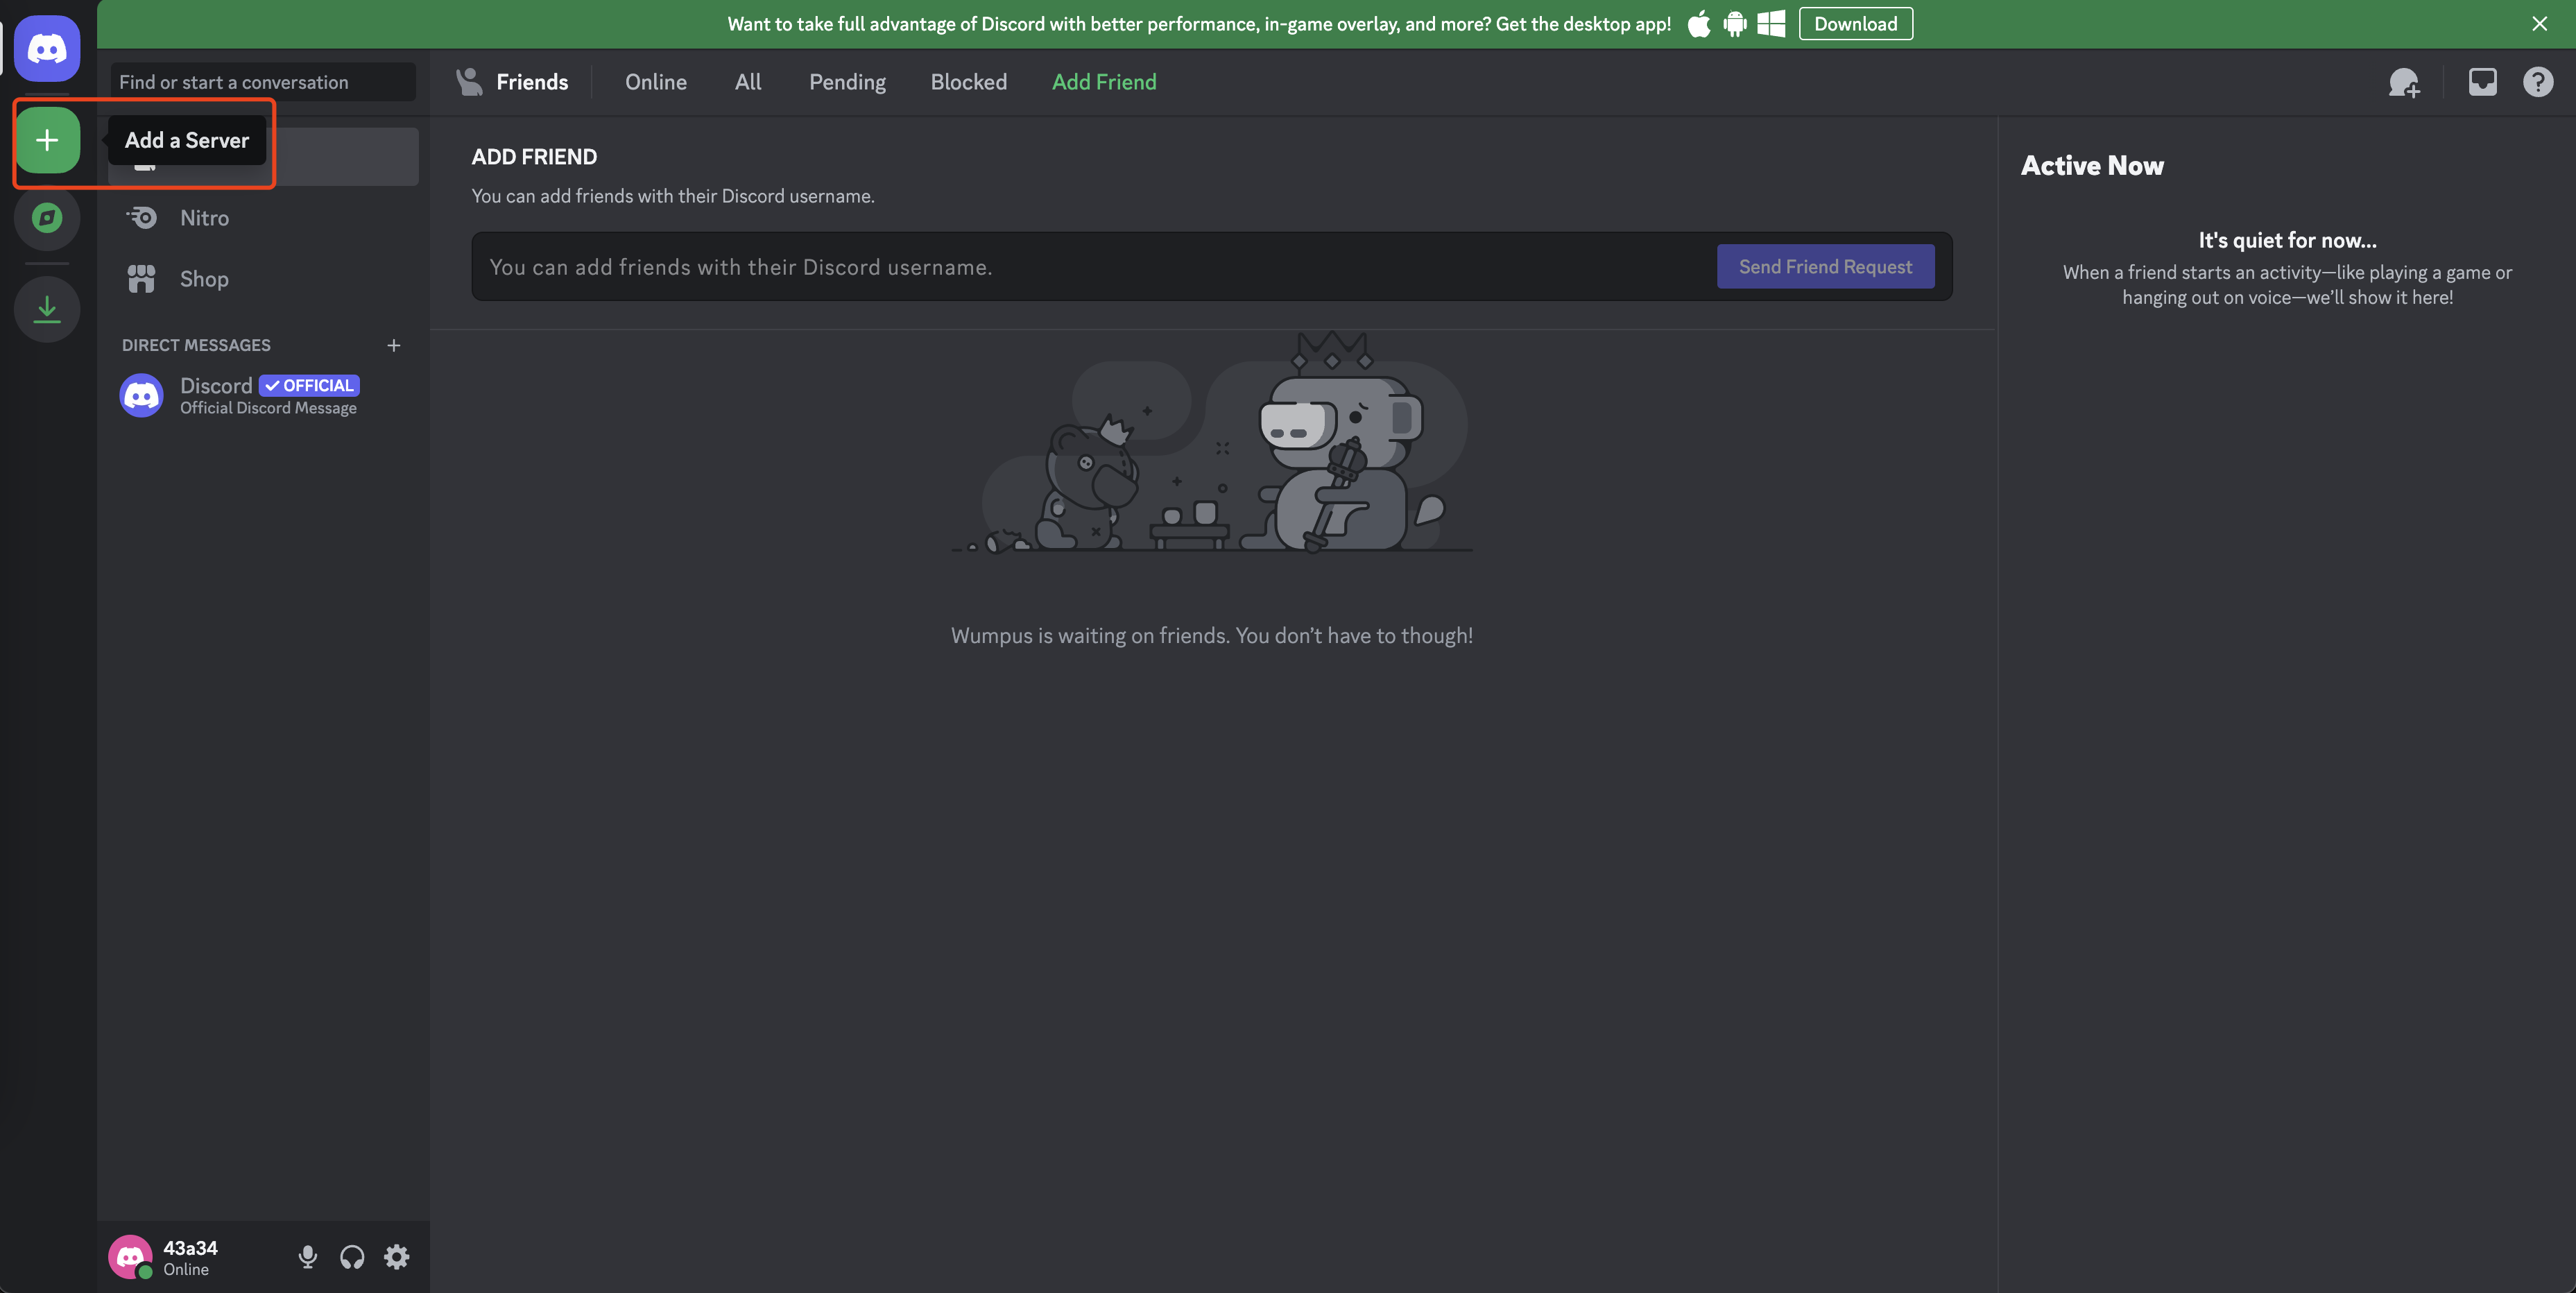 Want to take full advantage of Discord with better performance, in-game overlay, and more? Get the desktop app! Download
Find or start a conversation
Friends Online All Pending Blocked Add Friend
Add a Server
Nitro
Shop
DIRECT MESSAGES
Discord OFFICIAL
Official Discord Message
ADD FRIEND
You can add friends with their Discord username.
You can add friends with their Discord username. Send Friend Request
Wumpus is waiting on friends. You don’t have to though!
Active Now
It's quiet for now...
When a friend starts an activity—like playing a game or
hanging out on voice—we’ll show it here!
43a34
Online